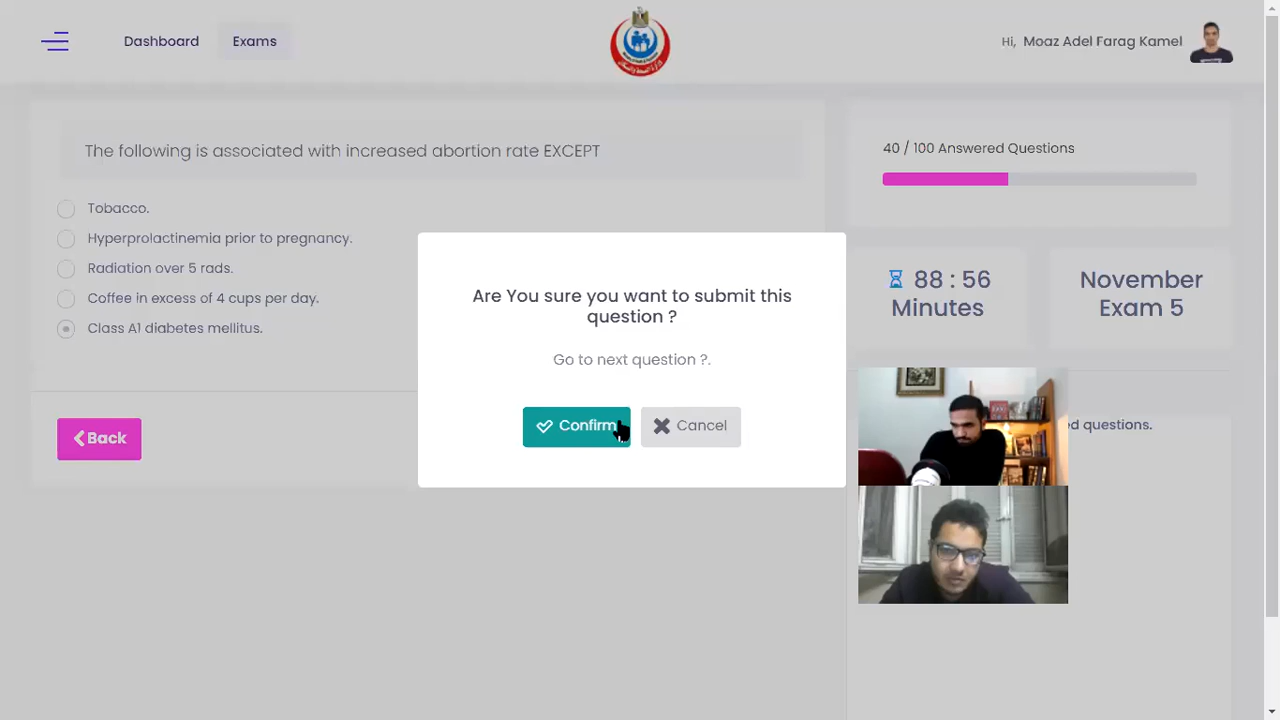 Dashboard
Exams
Hi, Moaz Adel Farag Kamel
The following is associated with increased abortion rate EXCEPT
Tobacco.
Hyperprolactinemia prior to pregnancy.
Radiation over 5 rads.
Coffee in excess of 4 cups per day.
Class A1 diabetes mellitus.
Back
Are You sure you want to submit this
question ?
Go to next question ?.
Confirm
Cancel
40 / 100 Answered Questions
88 : 56
Minutes
November
Exam 5
ed questions.